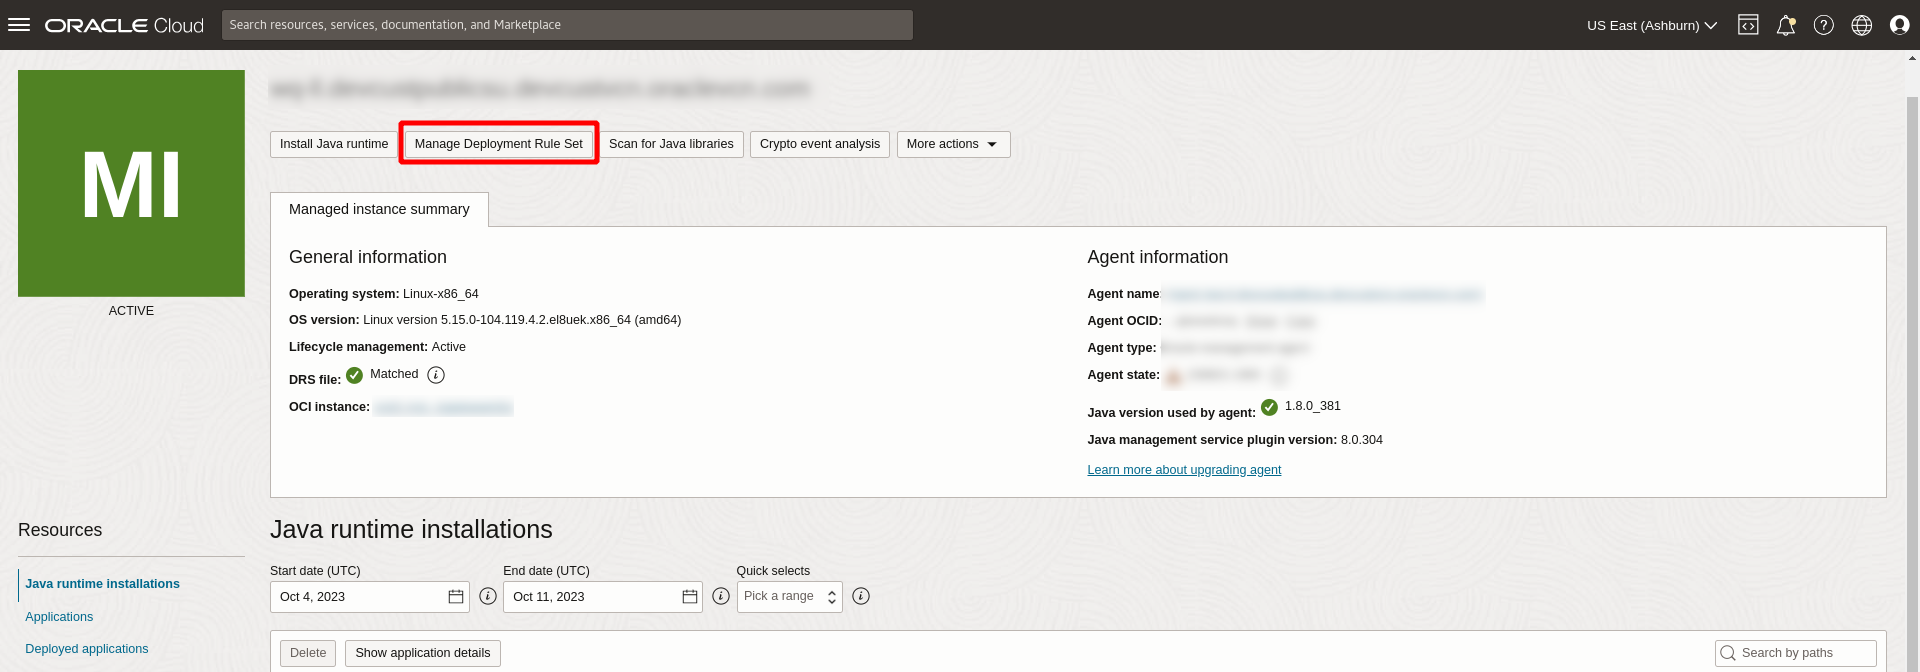 ORACLE Cloud
Search resources, services, documentation, and Marketplace
US East (Ashburn)
MI
ACTIVE
Install Java runtime
Manage Deployment Rule Set
Scan for Java libraries
Crypto event analysis
More actions
Managed instance summary
General information
Operating system: Linux-x86_64
OS version: Linux version 5.15.0-104.119.4.2.el8uek.x86_64 (amd64)
Lifecycle management: Active
DRS file: Matched
OCI instance:
Agent information
Agent name:
Agent OCID:
Agent type:
Agent state:
Java version used by agent: 1.8.0_381
Java management service plugin version: 8.0.304
Learn more about upgrading agent
Resources
Java runtime installations
Applications
Deployed applications
Java runtime installations
Start date (UTC)
Oct 4, 2023
End date (UTC)
Oct 11, 2023
Quick selects
Pick a range
Delete
Show application details
Search by paths